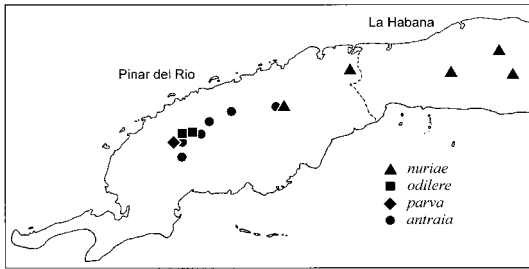 La Habana
Pinar del Rio
nuriae
odilere
parva
antraia